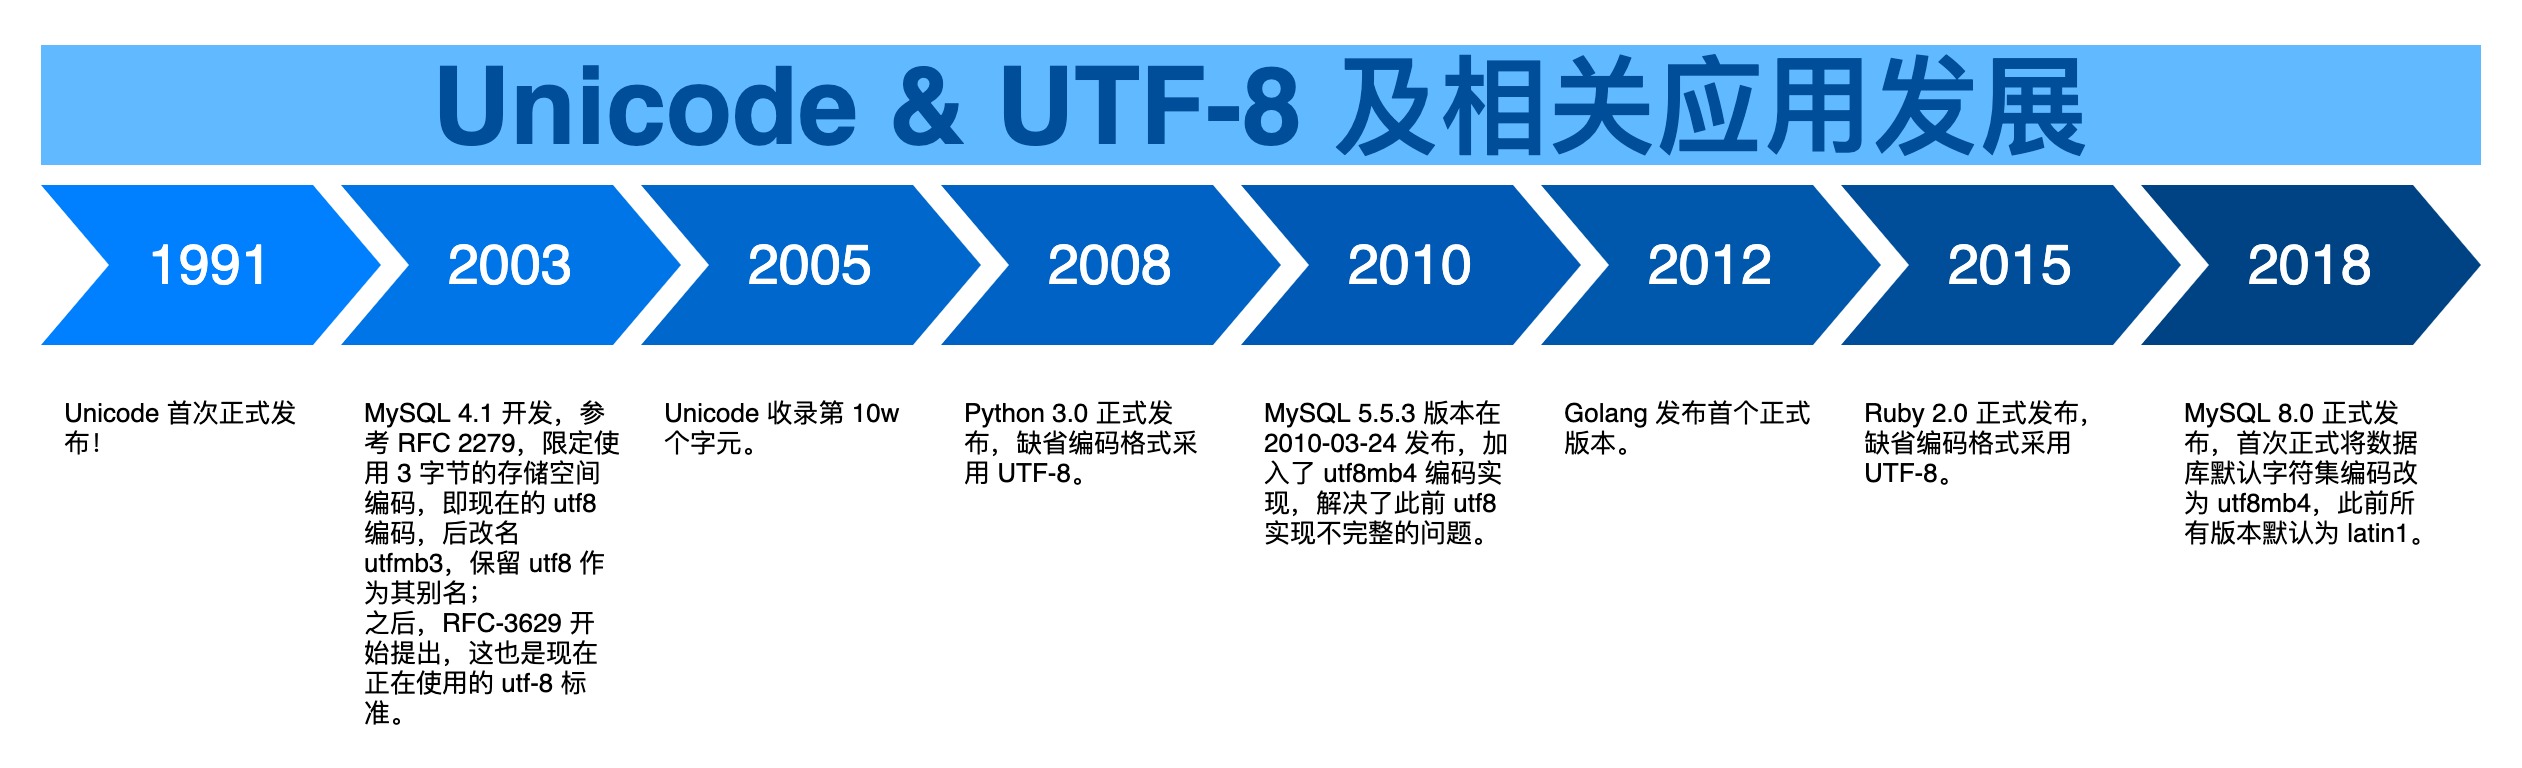 Unicode & UTF-8 及相关应用发展
1991
2003
2005
2008
2010
2012
2015
2018
Unicode 首次正式发
布！
MySQL 4.1 开发，参
考 RFC 2279，限定使
用 3 字节的存储空间
编码，即现在的 utf8
编码，后改名
utfmb3，保留 utf8 作
为其别名；
之后，RFC-3629 开
始提出，这也是现在
正在使用的 utf-8 标
准。
Unicode 收录第 10w
个字元。
Python 3.0 正式发
布，缺省编码格式采
用 UTF-8。
MySQL 5.5.3 版本在
2010-03-24 发布，加
入了 utf8mb4 编码实
现，解决了此前 utf8
实现不完整的问题。
Golang 发布首个正式
版本。
Ruby 2.0 正式发布，
缺省编码格式采用
UTF-8。
MySQL 8.0 正式发
布，首次正式将数据
库默认字符集编码改
为 utf8mb4，此前所
有版本默认为 latin1。